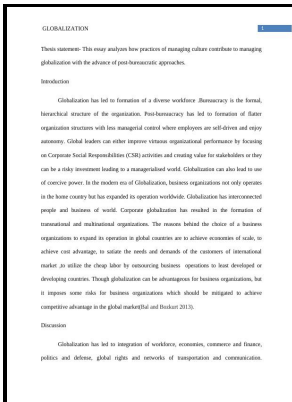 GLOBALIZATION 1
Thesis statement- This essay analyzes how practices of managing culture contribute to managing
globalization with the advance of post-bureaucratic approaches.
Introduction
Globalization has led to formation of a diverse workforce .Bureaucracy is the formal,
hierarchical structure of the organization. Post-bureaucracy has led to formation of flatter
organization structures with less managerial control where employees are self-driven and enjoy
autonomy. Global leaders can either improve virtuous organizational performance by focusing
on Corporate Social Responsibilities (CSR) activities and creating value for stakeholders or they
can be a risky investment leading to a managerialised world. Globalization can also lead to use
of coercive power. In the modern era of Globalization, business organizations not only operates
in the home country but has expanded its operation worldwide. Globalization has interconnected
people and business of world. Corporate globalization has resulted in the formation of
transnational and multinational organizations. The reasons behind the choice of a business
organizations to expand its operation in global countries are to achieve economies of scale, to
achieve cost advantage, to satiate the needs and demands of the customers of international
market ,to utilize the cheap labor by outsourcing business operations to least developed or
developing countries. Though globalization can be advantageous for business organizations, but
it imposes some risks for business organizations which should be mitigated to achieve
competitive advantage in the global market(Bal and Bozkurt 2013).
Discussion
Globalization has led to integration of workforce, economies, commerce and finance,
politics and defense, global rights and networks of transportation and communication.